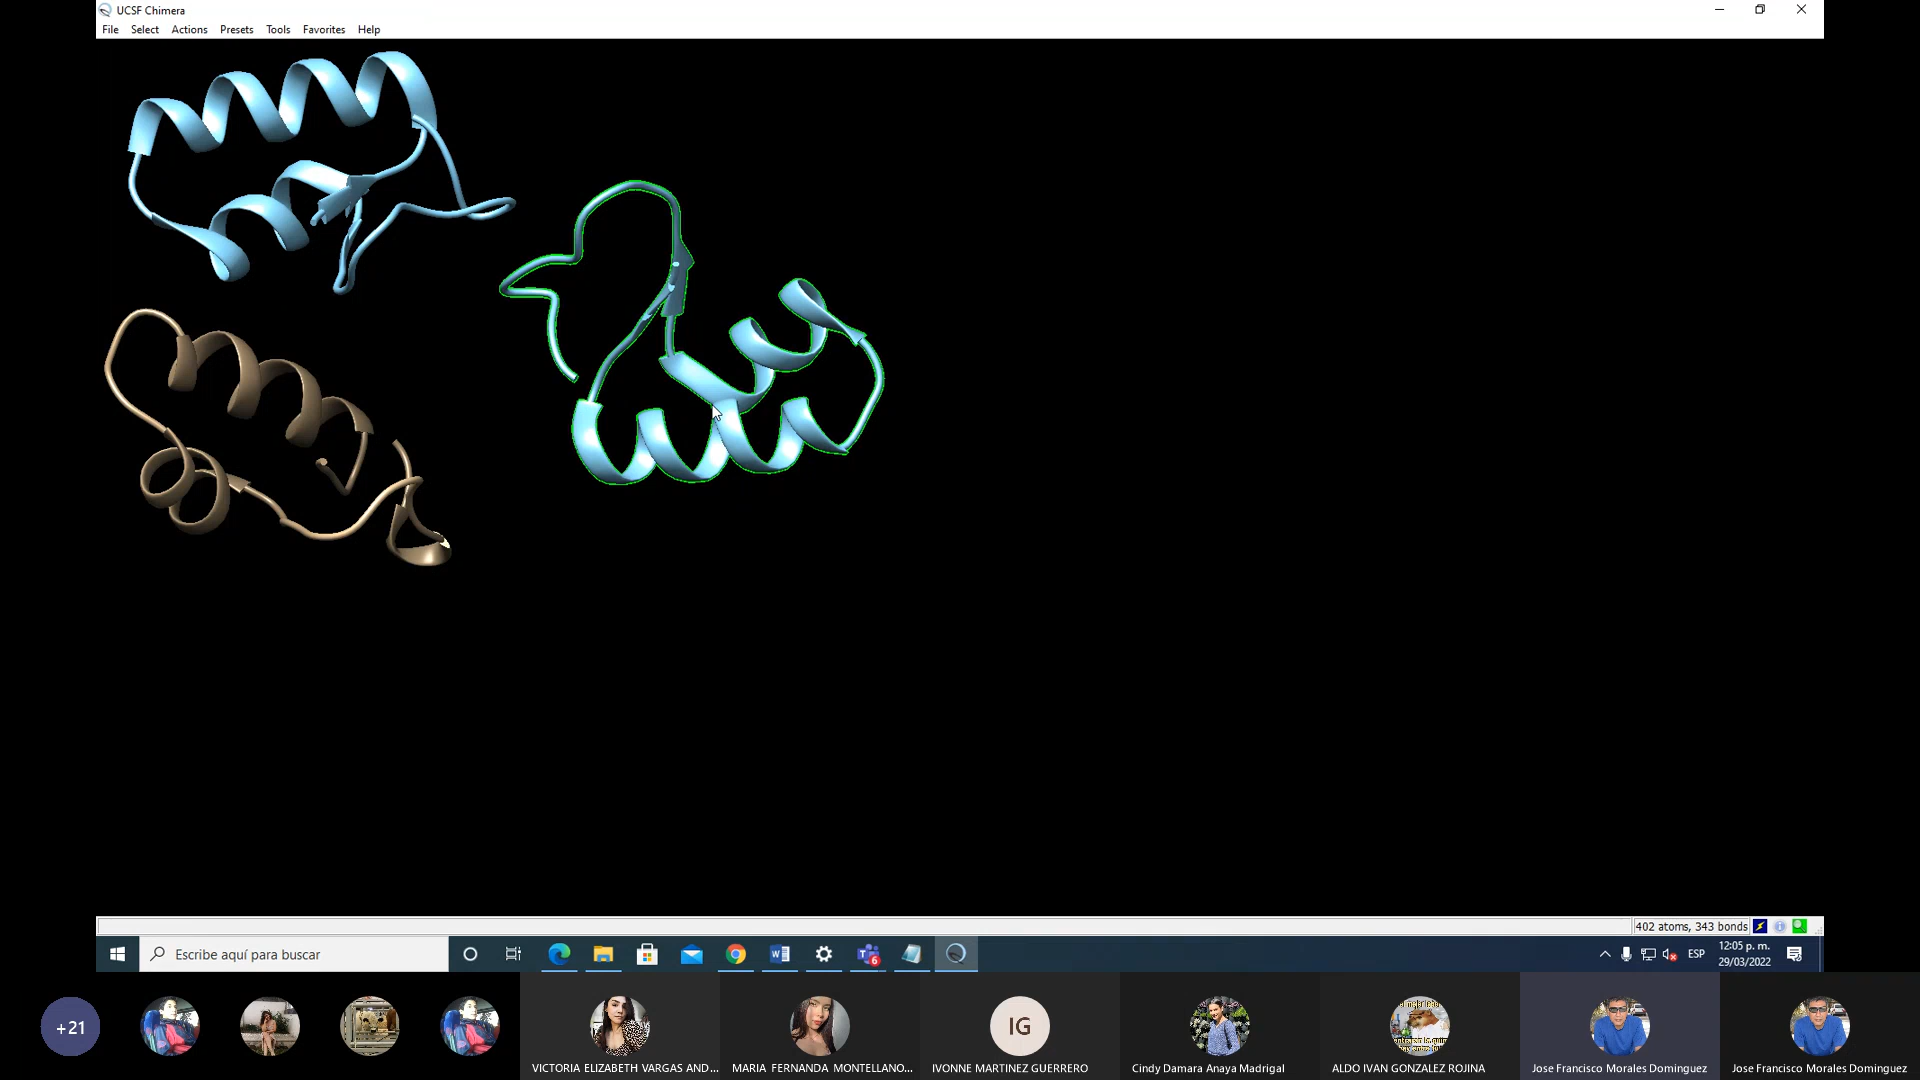 UCSF Chimera
File Select Actions Presets Tools Favorites Help
402 atoms, 343 bonds
Escribe aquí para buscar
6
ESP
12:05 p. m.
29/03/2022
+21
IG
VICTORIA ELIZABETH VARGAS AND...
MARIA FERNANDA MONTELLANO...
IVONNE MARTINEZ GUERRERO
Cindy Damara Anaya Madrigal
ALDO IVAN GONZALEZ ROJINA
Jose Francisco Morales Dominguez
Jose Francisco Morales Dominguez